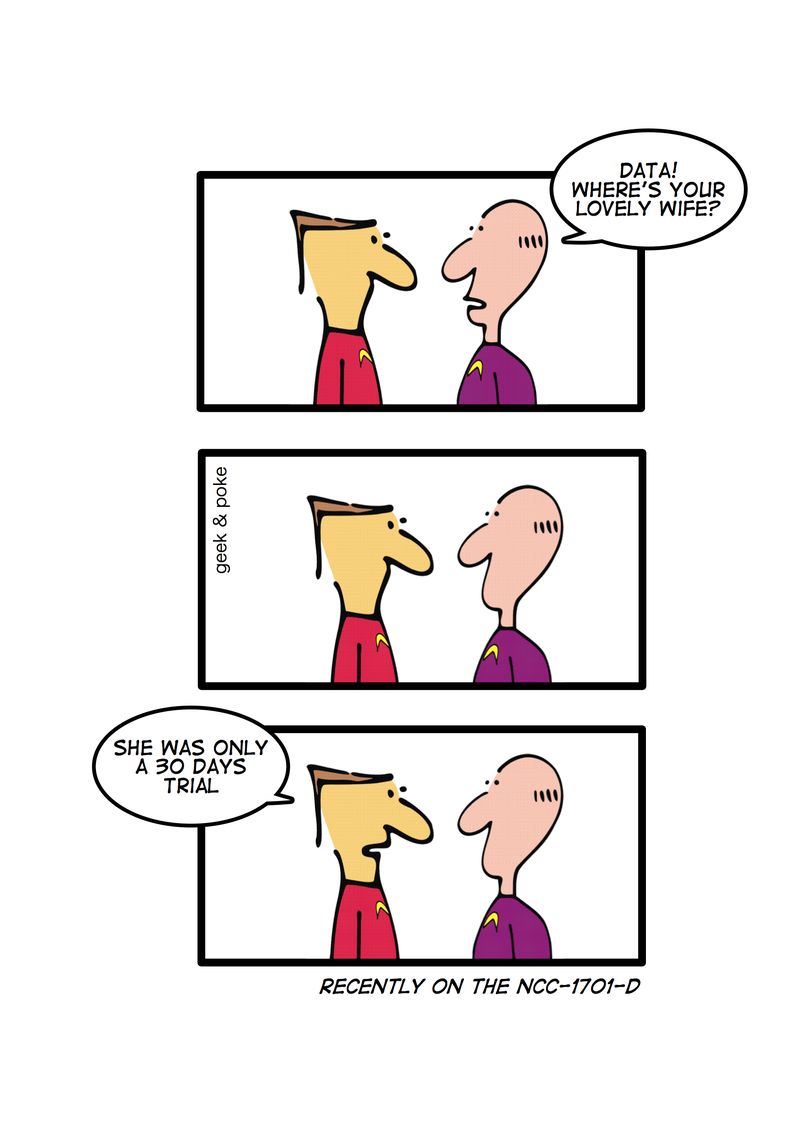 DATA!
WHERE'S YOUR
LOVELY WIFE?
geek & poke
SHE WAS ONLY
A 30 DAYS
TRIAL
RECENTLY ON THE NCC-1701-D